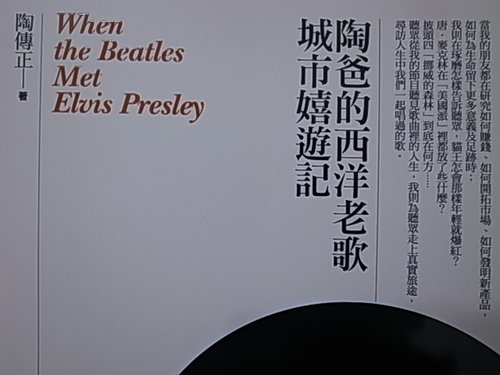 當我的朋友都在研究如何賺錢、如何開拓市場、如何發明新產品,
如何為生命留下更多意義及足跡時;
我則在琢磨怎樣告訴聽眾,貓王怎會那樣年輕就爆紅?
唐・麥克林在「美國派」裡都放了些什麼?
披頭四「挪威的森林」到底在何方……
聽眾從我的節目聽見歌曲裡的人生,我則為聽眾走上真實旅途,
尋訪人生中我們一起唱過的歌。
陶爸的西洋老歌
城市嬉遊記
When
the Beatles
Met
Elvis Presley
陶傳正—著